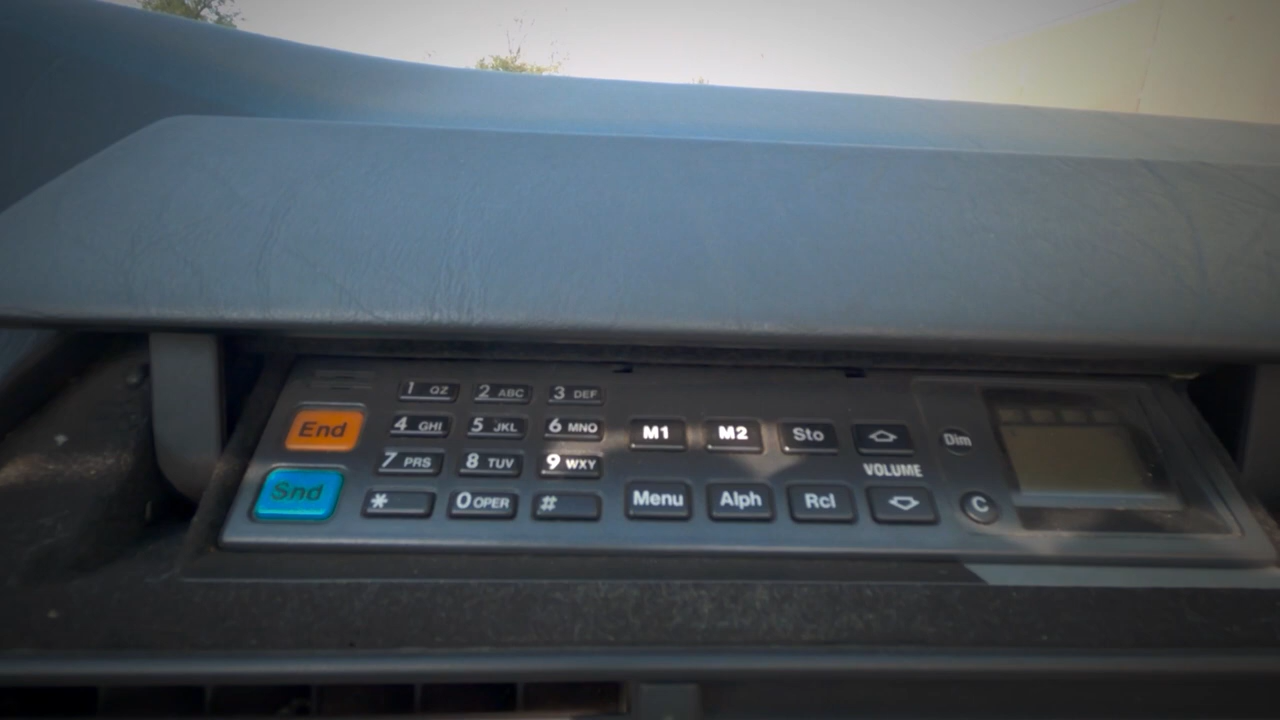 1 QZ 2 ABC 3 DEF
End 4 GHI 5 JKL 6 MNO M1 M2 Sto Dim
7 PRS 8 TUV 9 WXY VOLUME
Snd * 0 OPER # Menu Alph Rcl C